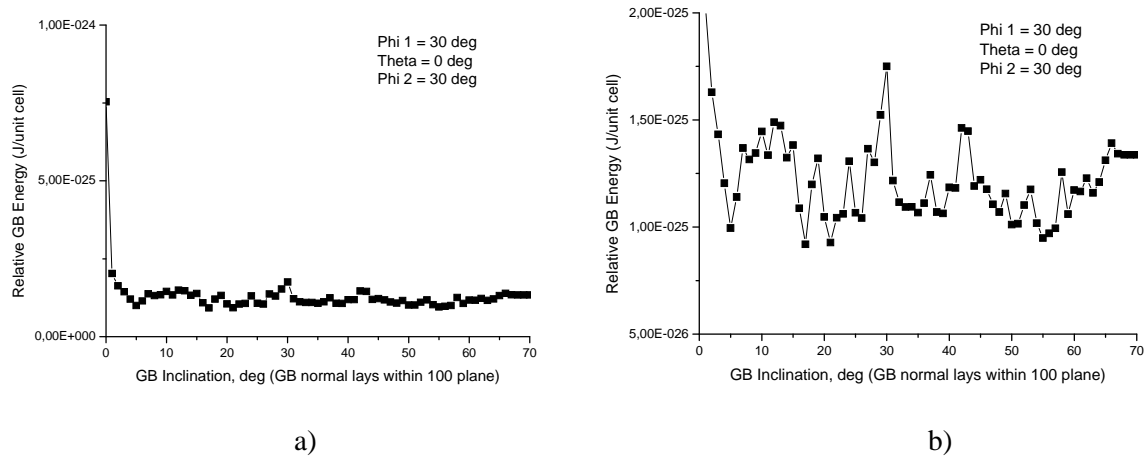 1,00E-024
5,00E-025
0,00E+000
Relative GB Energy (J/unit cell)
Phi 1 = 30 deg
Theta = 0 deg
Phi 2 = 30 deg
0 10 20 30 40 50 60 70
GB Inclination, deg (GB normal lays within 100 plane)
a)
2,00E-025
1,50E-025
1,00E-025
5,00E-026
Relative GB Energy (J/unit cell)
Phi 1 = 30 deg
Theta = 0 deg
Phi 2 = 30 deg
0 10 20 30 40 50 60 70
GB Inclination, deg (GB normal lays within 100 plane)
b)